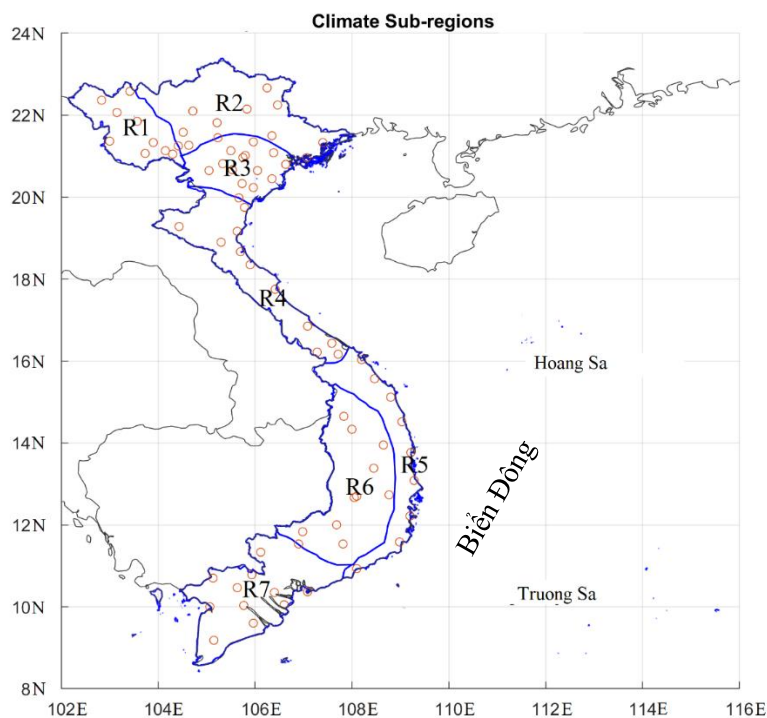 Climate Sub-regions
24N
22N
20N
18N
16N
14N
12N
10N
8N
R1
R2
R3
R4
Hoang Sa
R5
R6
Biển Đông
R7
Truong Sa
102E 104E 106E 108E 110E 112E 114E 116E